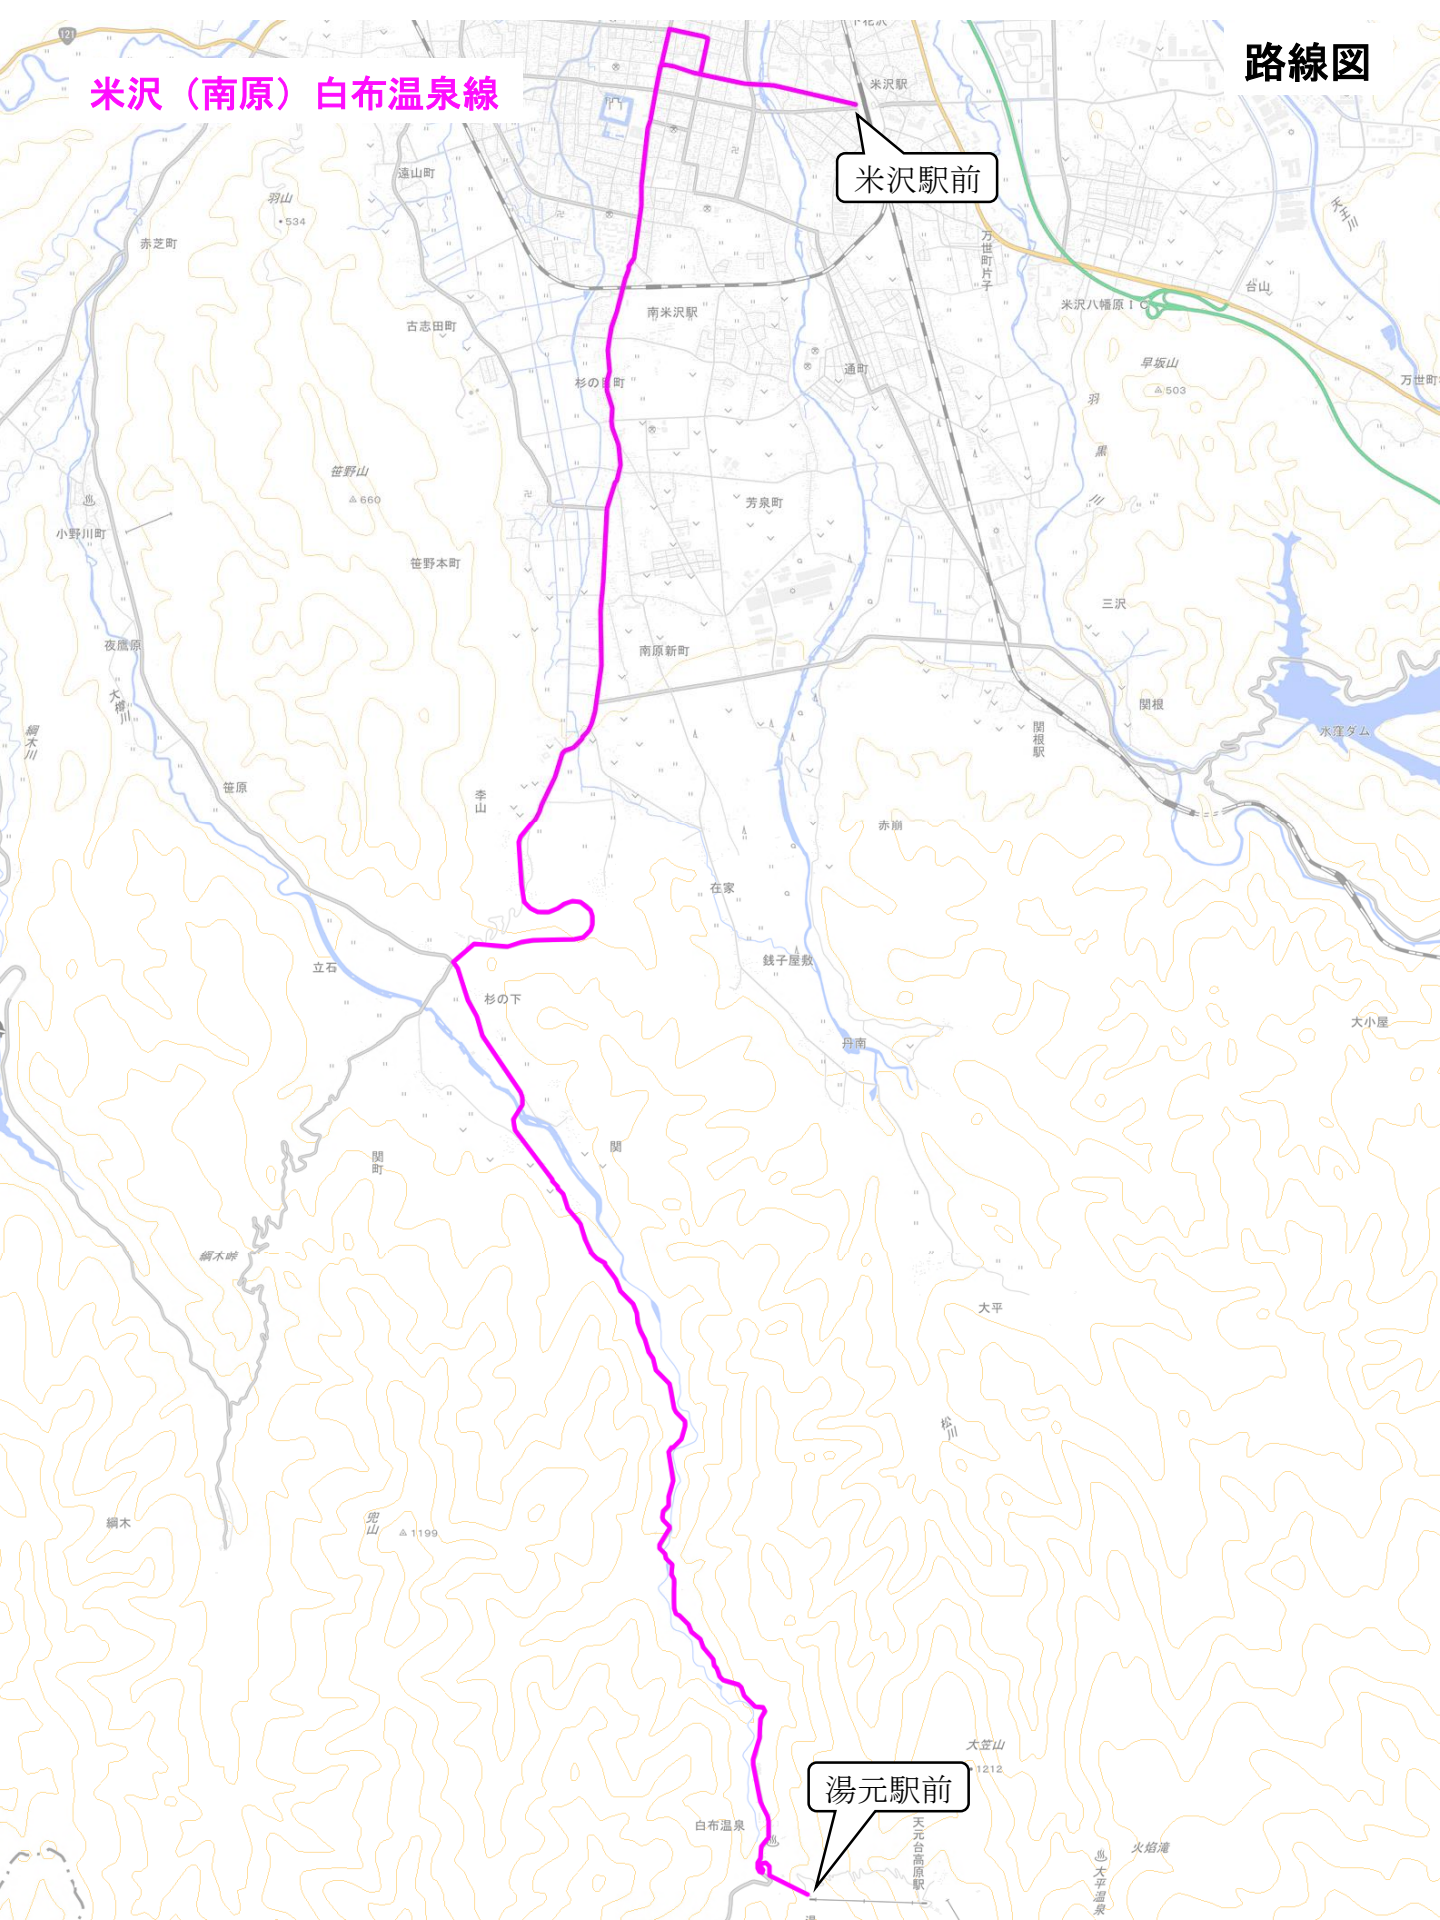 路線図
米沢（南原）白布温泉線
121
下花沢
米沢駅
米沢駅前
遠山町
羽山
534
赤芝町
天王川
万世町片子
台山
米沢八幡原IC
南米沢駅
古志田町
早坂山
503
通町
万世町
杉の目町
羽黒川
笹野山
660
芳泉町
小野川町
笹野本町
三沢
夜鷹原
南原新町
大樽川
関根
綱木川
関根駅
水窪ダム
笹原
李山
赤崩
在家
立石
銭子屋敷
杉の下
大小屋
丹南
関
関町
綱木峠
大平
松川
綱木
兜山
1199
大笠山
1212
湯元駅前
白布温泉
天元台高原駅
火焔滝
大平温泉